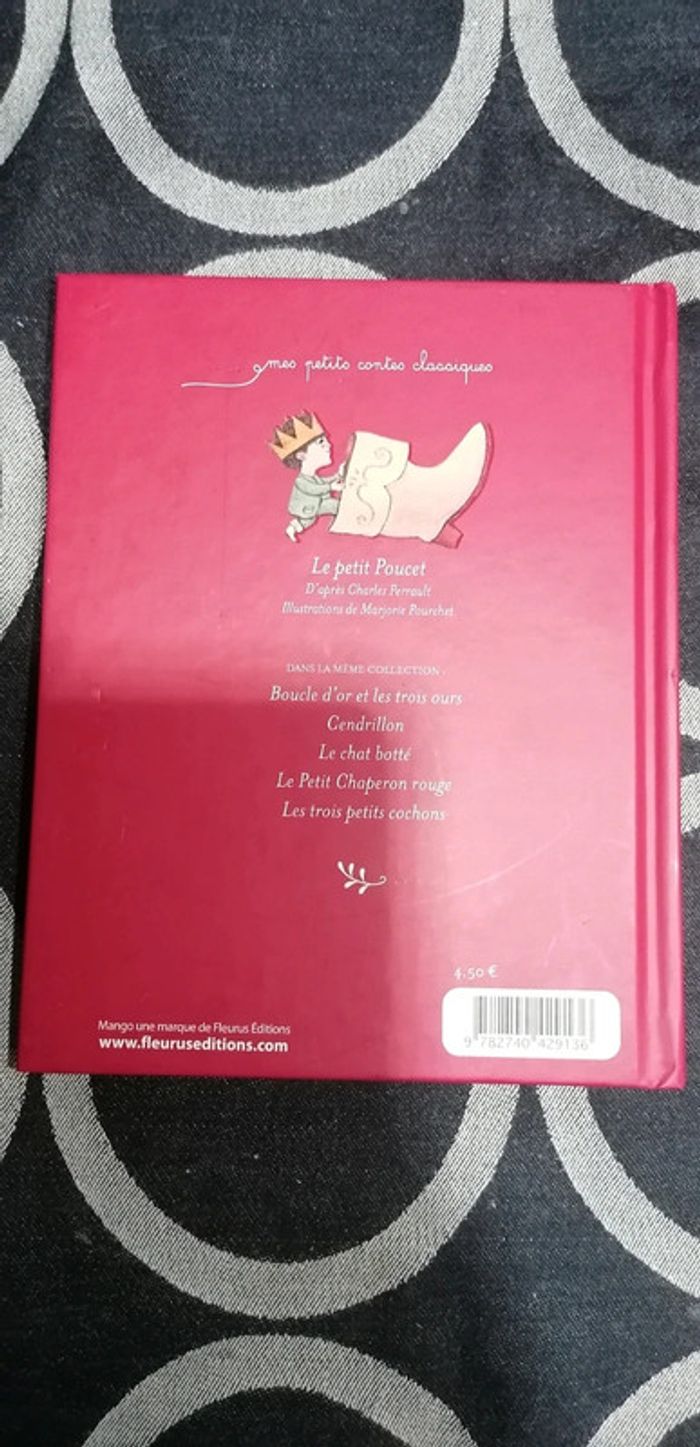 mes petits contes classiques
Le petit Poucet
D'après Charles Perrault
Illustrations de Marjorie Pourchet.
DANS LA MÊME COLLECTION :
Boucle d'or et les trois ours
Cendrillon
Le chat botté
Le Petit Chaperon rouge
Les trois petits cochons
4,50 €
Mango une marque de Fleurus Éditions
www.fleuruseditions.com
9 782740 429136